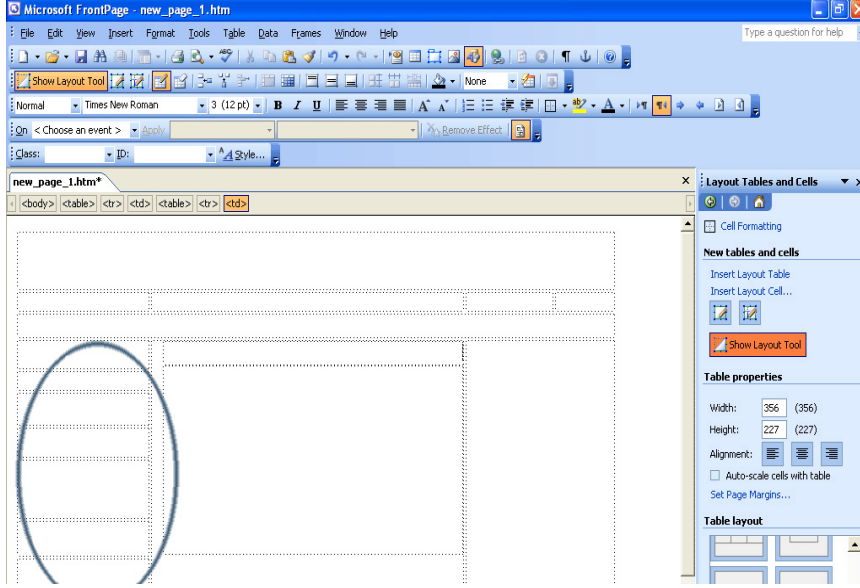 Microsoft FrontPage - new_page_1.htm
File Edit View Insert Format Tools Table Data Frames Window Help Type a question for help
Show Layout Tool None
Normal Times New Roman 3 (12 pt) B I U A A A
On < Choose an event > Apply Remove Effect
Class: ID: Style...
new_page_1.htm*
<body> <table> <tr> <td> <table> <tr> <td>
Layout Tables and Cells
Cell Formatting
New tables and cells
Insert Layout Table
Insert Layout Cell...
Show Layout Tool
Table properties
Width: 356 (356)
Height: 227 (227)
Alignment:
Auto-scale cells with table
Set Page Margins...
Table layout